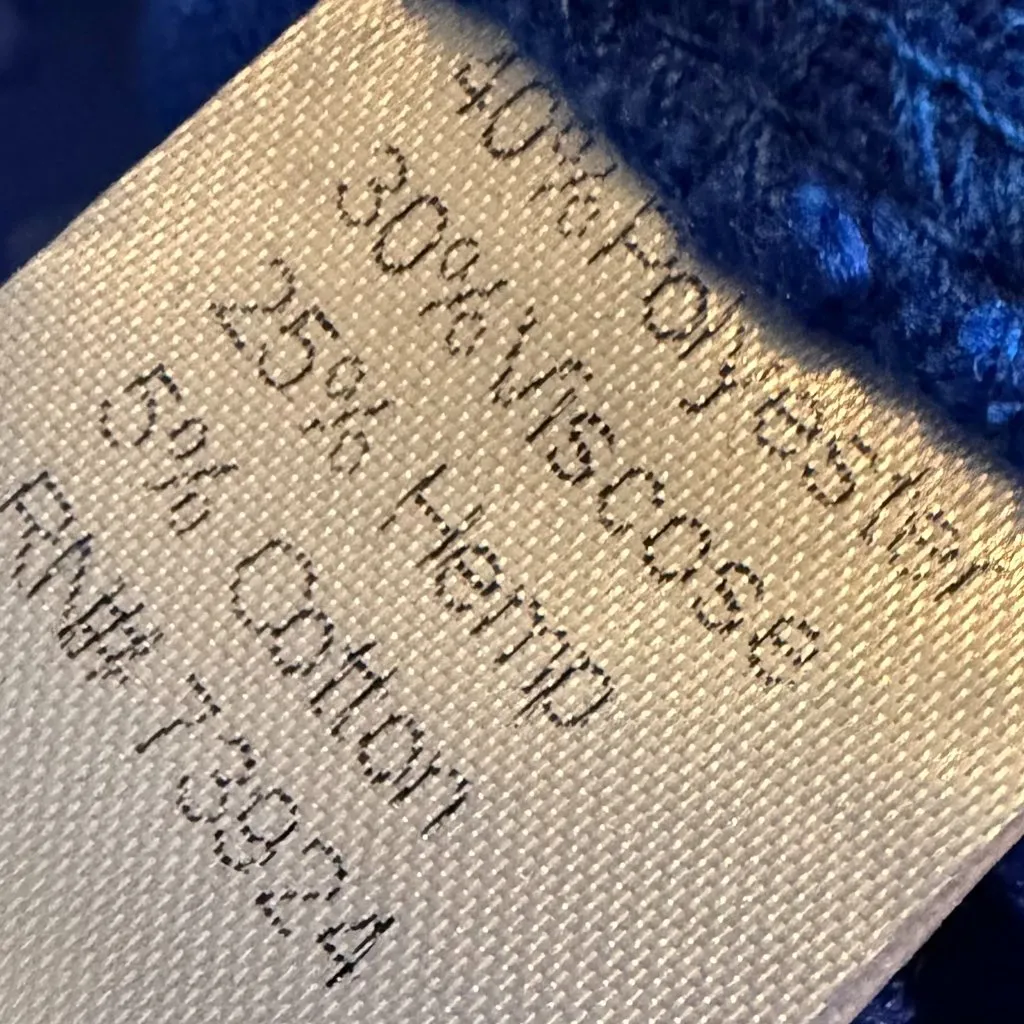 40% Polyester
30% Viscose
25% Hemp
5% Cotton
RN# 73924